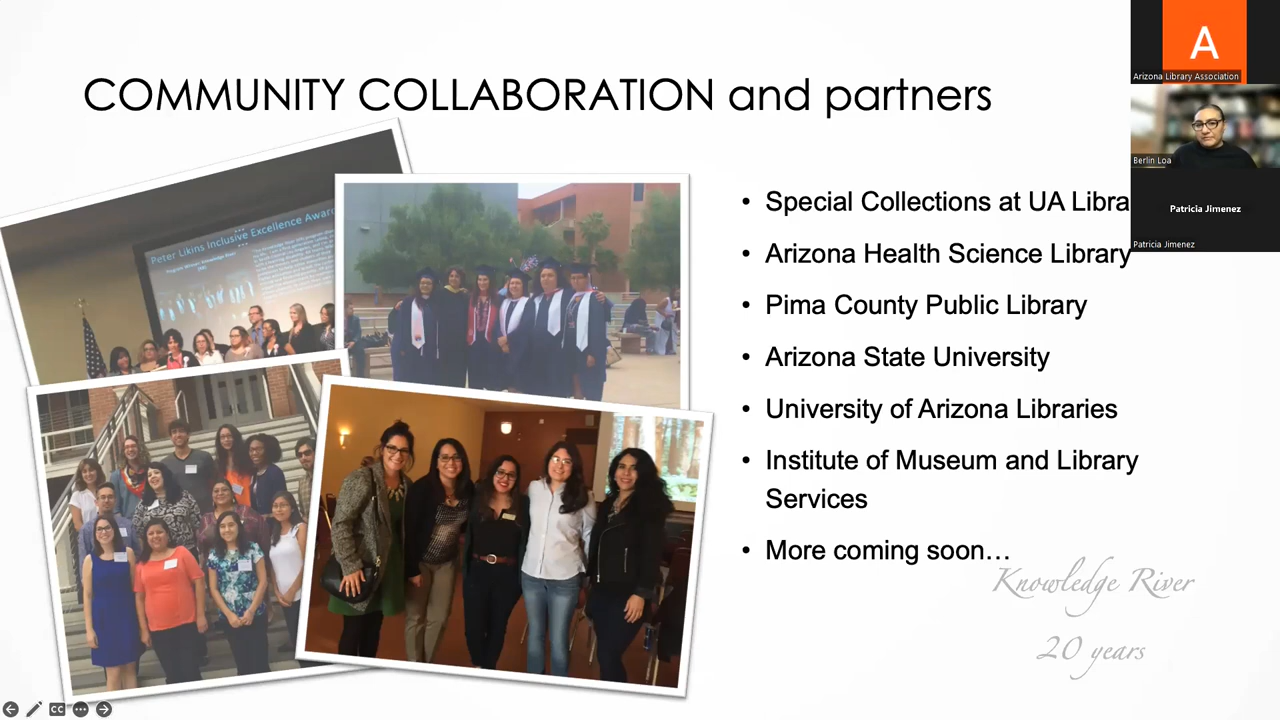 COMMUNITY COLLABORATION and partners
A
Arizona Library Association
Berlin Loa
Patricia Jimenez
Patricia Jimenez
Peter Likins Inclusive Excellence Awar
• Special Collections at UA Libra
• Arizona Health Science Library
• Pima County Public Library
• Arizona State University
• University of Arizona Libraries
• Institute of Museum and Library
Services
• More coming soon…
Knowledge River
20 years
CC